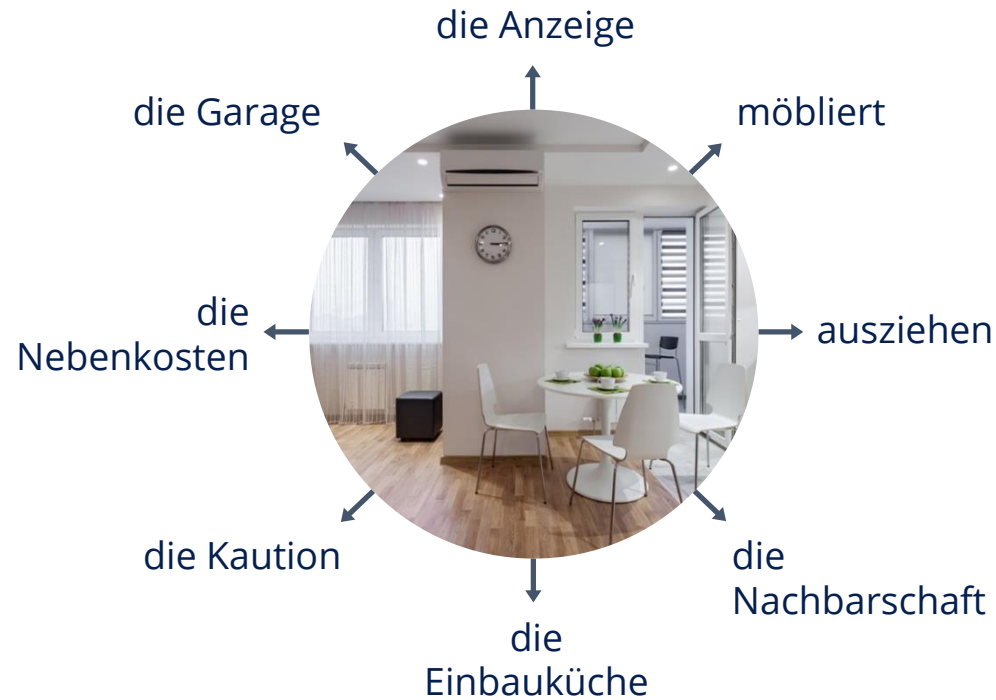 die Anzeige
die Garage
möbliert
die
Nebenkosten
ausziehen
die Kaution
die
Nachbarschaft
die
Einbauküche